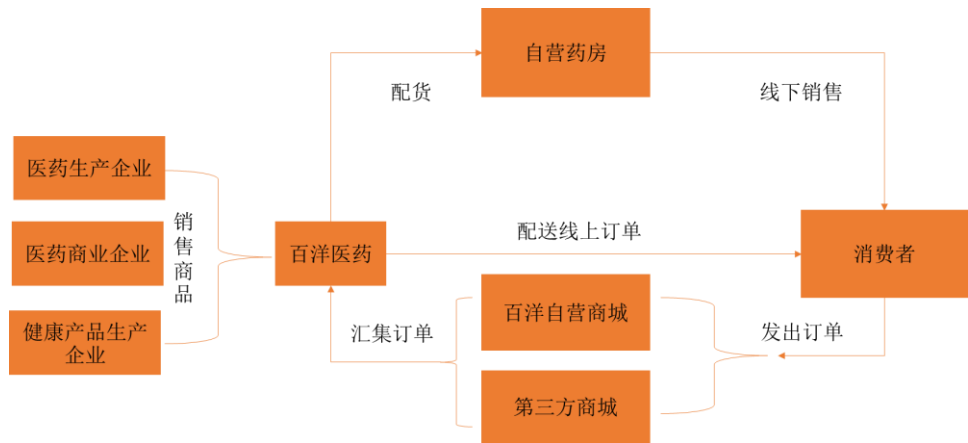 自营药房
配货
线下销售
医药生产企业
销售商品
医药商业企业
百洋医药
配送线上订单
消费者
健康产品生产
企业
汇集订单
百洋自营商城
发出订单
第三方商城